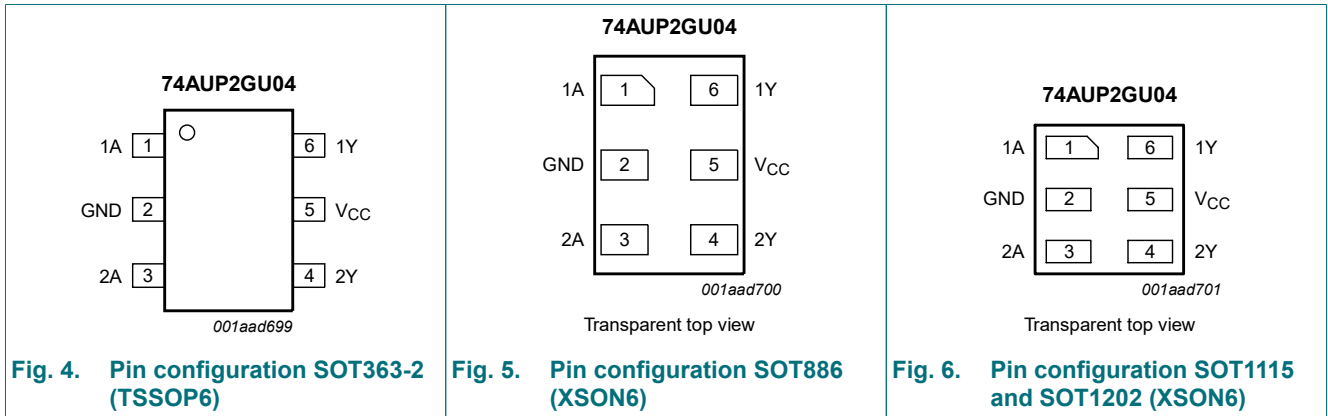 74AUP2GU04
1A 1 6 1Y
GND 2 5 VCC
2A 3 4 2Y
001aad699
Fig. 4. Pin configuration SOT363-2
(TSSOP6)
74AUP2GU04
1A 1 6 1Y
GND 2 5 VCC
2A 3 4 2Y
001aad700
Transparent top view
Fig. 5. Pin configuration SOT886
(XSON6)
74AUP2GU04
1A 1 6 1Y
GND 2 5 VCC
2A 3 4 2Y
001aad701
Transparent top view
Fig. 6. Pin configuration SOT1115
and SOT1202 (XSON6)